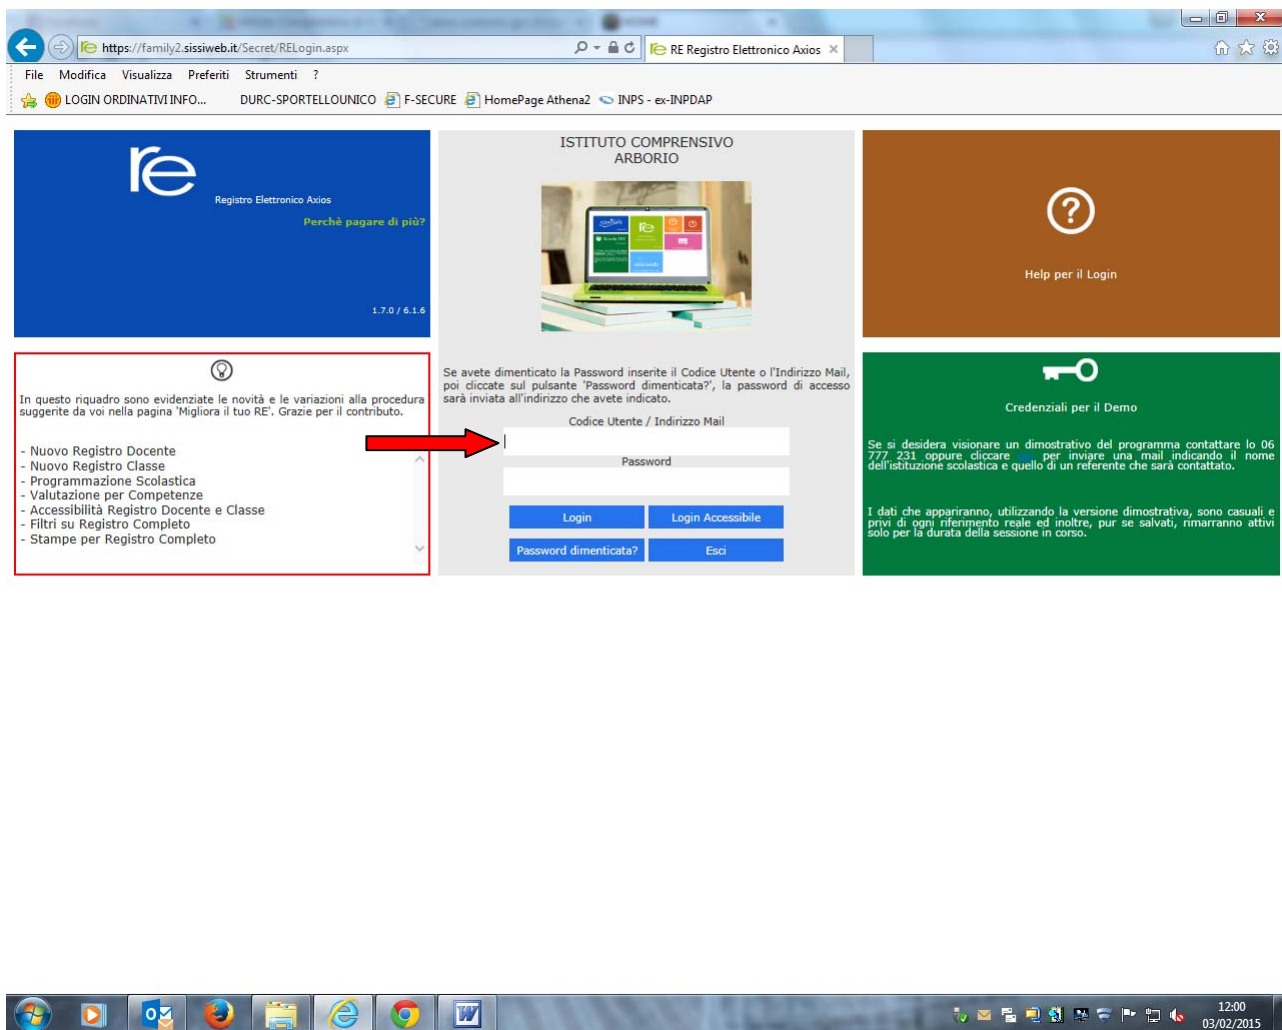 https://family2.sissiweb.it/Secret/RELogin.aspx
RE Registro Elettronico Axios
File Modifica Visualizza Preferiti Strumenti ?
LOGIN ORDINATIVI INFO... DURC-SPORTELLOUNICO F-SECURE HomePage Athena2 INPS - ex-INPDAP
re
Registro Elettronico Axios
Perchè pagare di più?
1.7.0 / 6.1.6
In questo riquadro sono evidenziate le novità e le variazioni alla procedura
suggerite da voi nella pagina 'Migliora il tuo RE'. Grazie per il contributo.
- Nuovo Registro Docente
- Nuovo Registro Classe
- Programmazione Scolastica
- Valutazione per Competenze
- Accessibilità Registro Docente e Classe
- Filtri su Registro Completo
- Stampe per Registro Completo
ISTITUTO COMPRENSIVO
ARBORIO
Se avete dimenticato la Password inserite il Codice Utente o l'Indirizzo Mail,
poi cliccate sul pulsante 'Password dimenticata?', la password di accesso
sarà inviata all'indirizzo che avete indicato.
Codice Utente / Indirizzo Mail
Password
Login Login Accessibile
Password dimenticata? Esci
?
Help per il Login
Credenziali per il Demo
Se si desidera visionare un dimostrativo del programma contattare lo 06
777 231 oppure cliccare per inviare una mail indicando il nome
dell'istituzione scolastica e quello di un referente che sarà contattato.
I dati che appariranno, utilizzando la versione dimostrativa, sono casuali e
privi di ogni riferimento reale ed inoltre, pur se salvati, rimarranno attivi
solo per la durata della sessione in corso.
12:00
03/02/2015